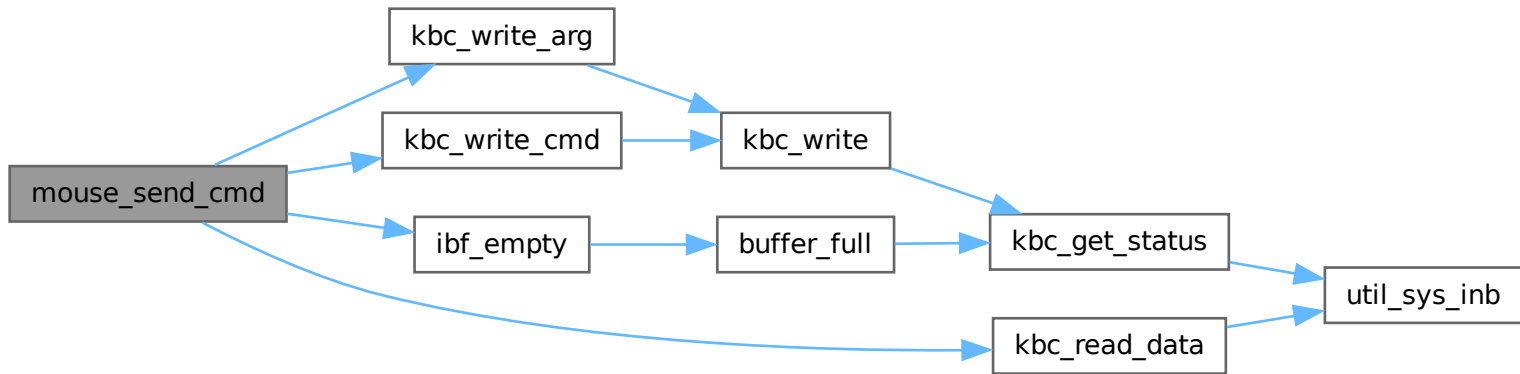 kbc_write_arg
kbc_write_cmd
kbc_write
mouse_send_cmd
ibf_empty
buffer_full
kbc_get_status
util_sys_inb
kbc_read_data